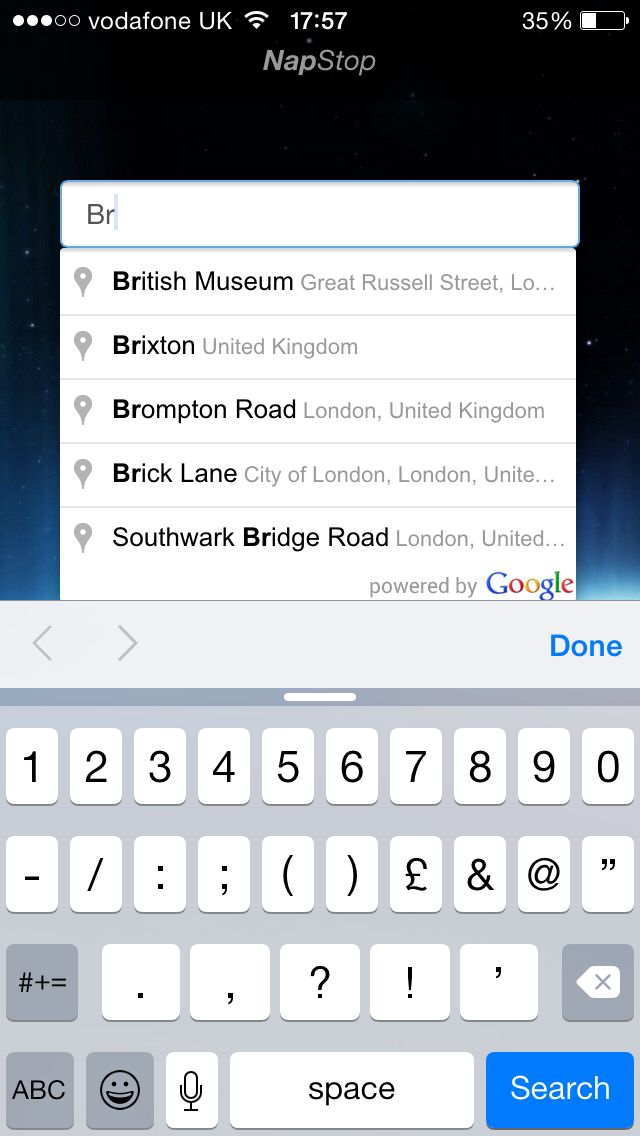 vodafone UK 17:57 35%
NapStop
Br
British Museum Great Russell Street, Lo…
Brixton United Kingdom
Brompton Road London, United Kingdom
Brick Lane City of London, London, Unite…
Southwark Bridge Road London, United…
powered by Google
Done
1 2 3 4 5 6 7 8 9 0
- / : ; ( ) £ & @ ”
#+= . , ? ! ’
ABC space Search